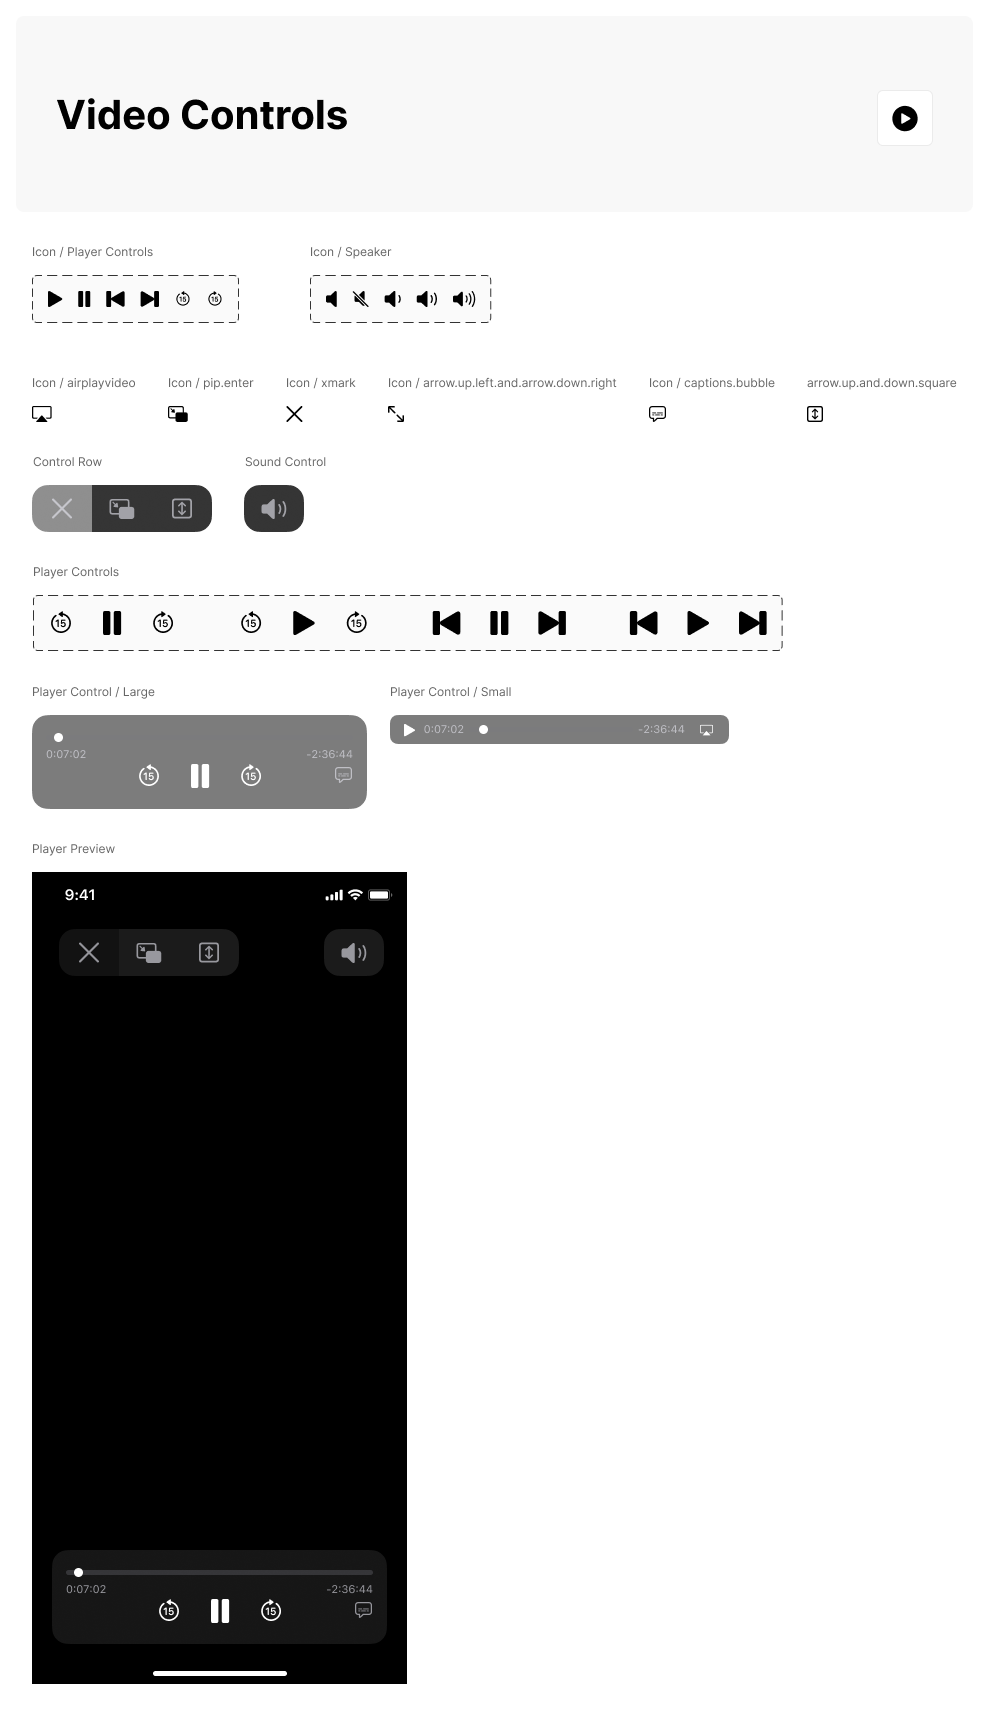 Video Controls
Icon / Player Controls
Icon / Speaker
15 15
Icon / airplayvideo
Icon / pip.enter
Icon / xmark
Icon / arrow.up.left.and.arrow.down.right
Icon / captions.bubble
arrow.up.and.down.square
Control Row
Sound Control
Player Controls
15 15 15 15
Player Control / Large
Player Control / Small
0:07:02 -2:36:44
0:07:02 -2:36:44
15 15
Player Preview
9:41
0:07:02 -2:36:44
15 15